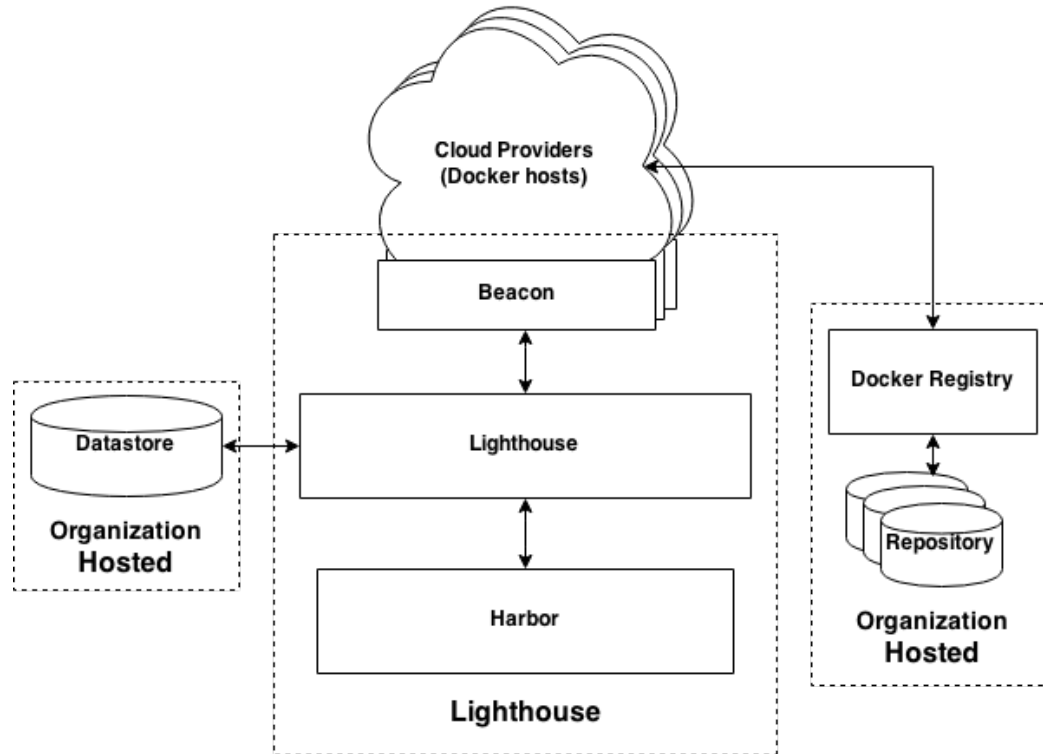 Cloud Providers
(Docker hosts)
Beacon
Docker Registry
Datastore
Lighthouse
Organization
Hosted
Repository
Harbor
Organization
Hosted
Lighthouse